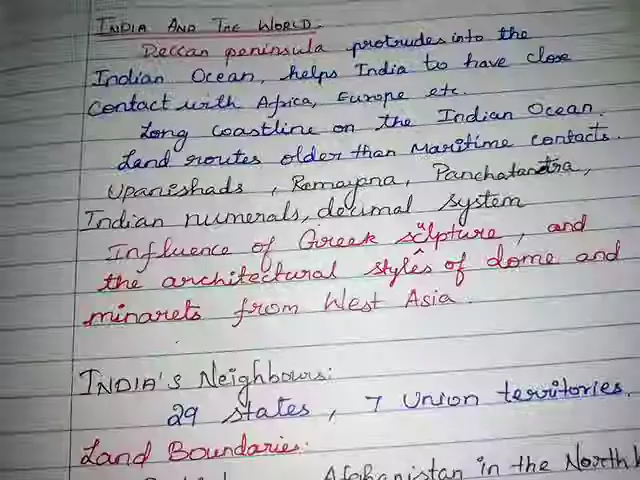 INDIA AND THE WORLD.
Deccan peninsula protrudes into the
Indian Ocean, helps India to have close
contact with Africa, Europe etc.
Long coastline on the Indian Ocean.
Land routes older than Maritime contacts.
Upanishads, Ramayana, Panchatantra,
Indian numerals, decimal system
Influence of Greek sculpture, and
the architectural styles of dome and
minarets from West Asia.
INDIA'S Neighbours:
29 states, 7 Union territories.
Land Boundaries:
Afghanistan in the North